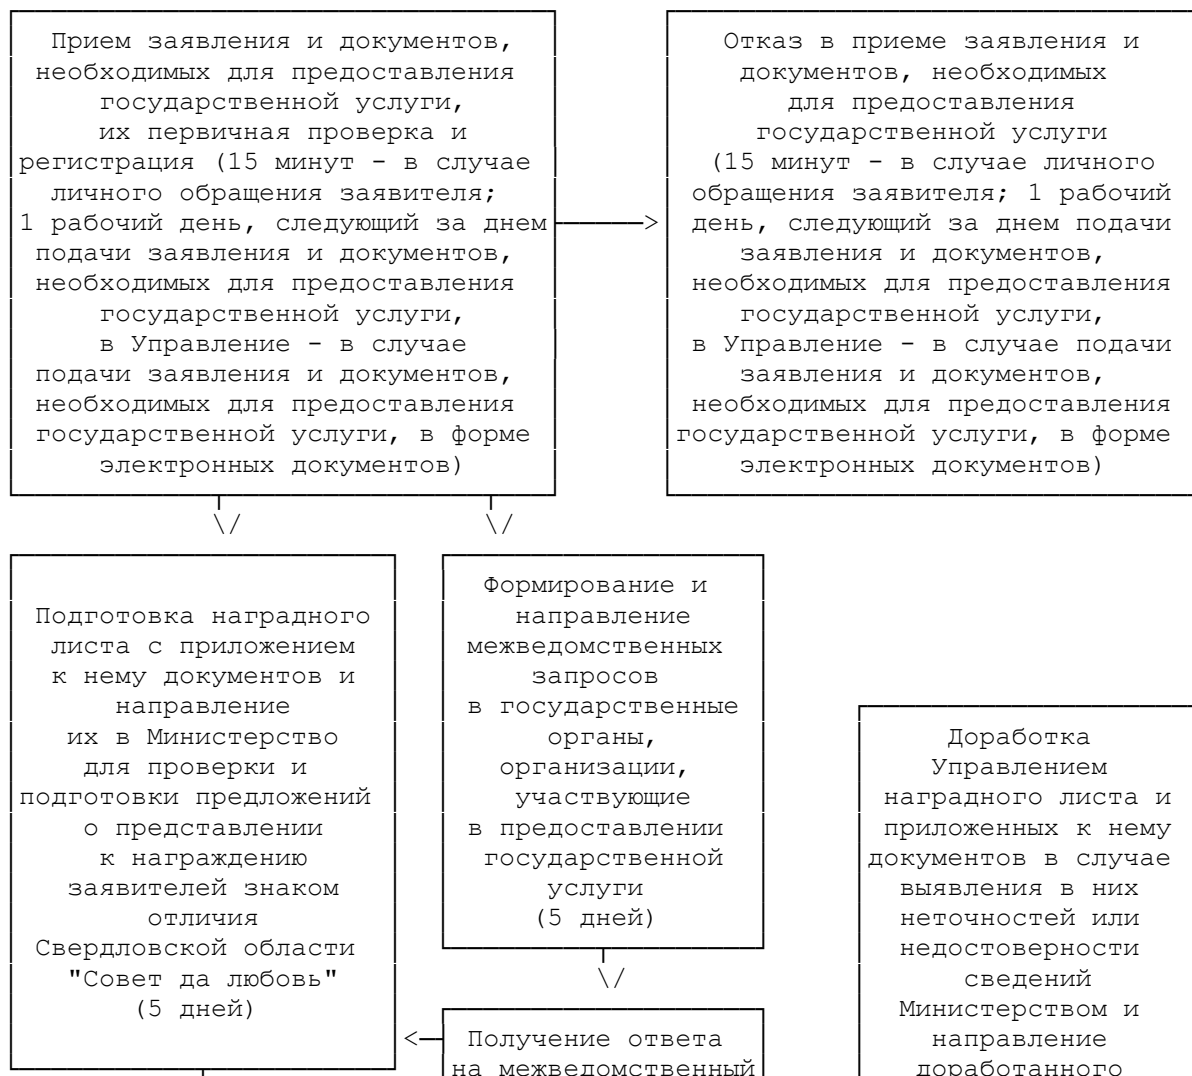 Прием заявления и документов,
необходимых для предоставления
государственной услуги,
их первичная проверка и
регистрация (15 минут - в случае
личного обращения заявителя;
1 рабочий день, следующий за днем
подачи заявления и документов,
необходимых для предоставления
государственной услуги,
в Управление - в случае
подачи заявления и документов,
необходимых для предоставления
государственной услуги, в форме
электронных документов)
Отказ в приеме заявления и
документов, необходимых
для предоставления
государственной услуги
(15 минут - в случае личного
обращения заявителя; 1 рабочий
день, следующий за днем подачи
заявления и документов,
необходимых для предоставления
государственной услуги,
в Управление - в случае подачи
заявления и документов,
необходимых для предоставления
государственной услуги, в форме
электронных документов)
Подготовка наградного
листа с приложением
к нему документов и
направление
их в Министерство
для проверки и
подготовки предложений
о представлении
к награждению
заявителей знаком
отличия
Свердловской области
"Совет да любовь"
(5 дней)
Формирование и
направление
межведомственных
запросов
в государственные
органы,
организации,
участвующие
в предоставлении
государственной
услуги
(5 дней)
Получение ответа
на межведомственный
Доработка
Управлением
наградного листа и
приложенных к нему
документов в случае
выявления в них
неточностей или
недостоверности
сведений
Министерством и
направление
доработанного